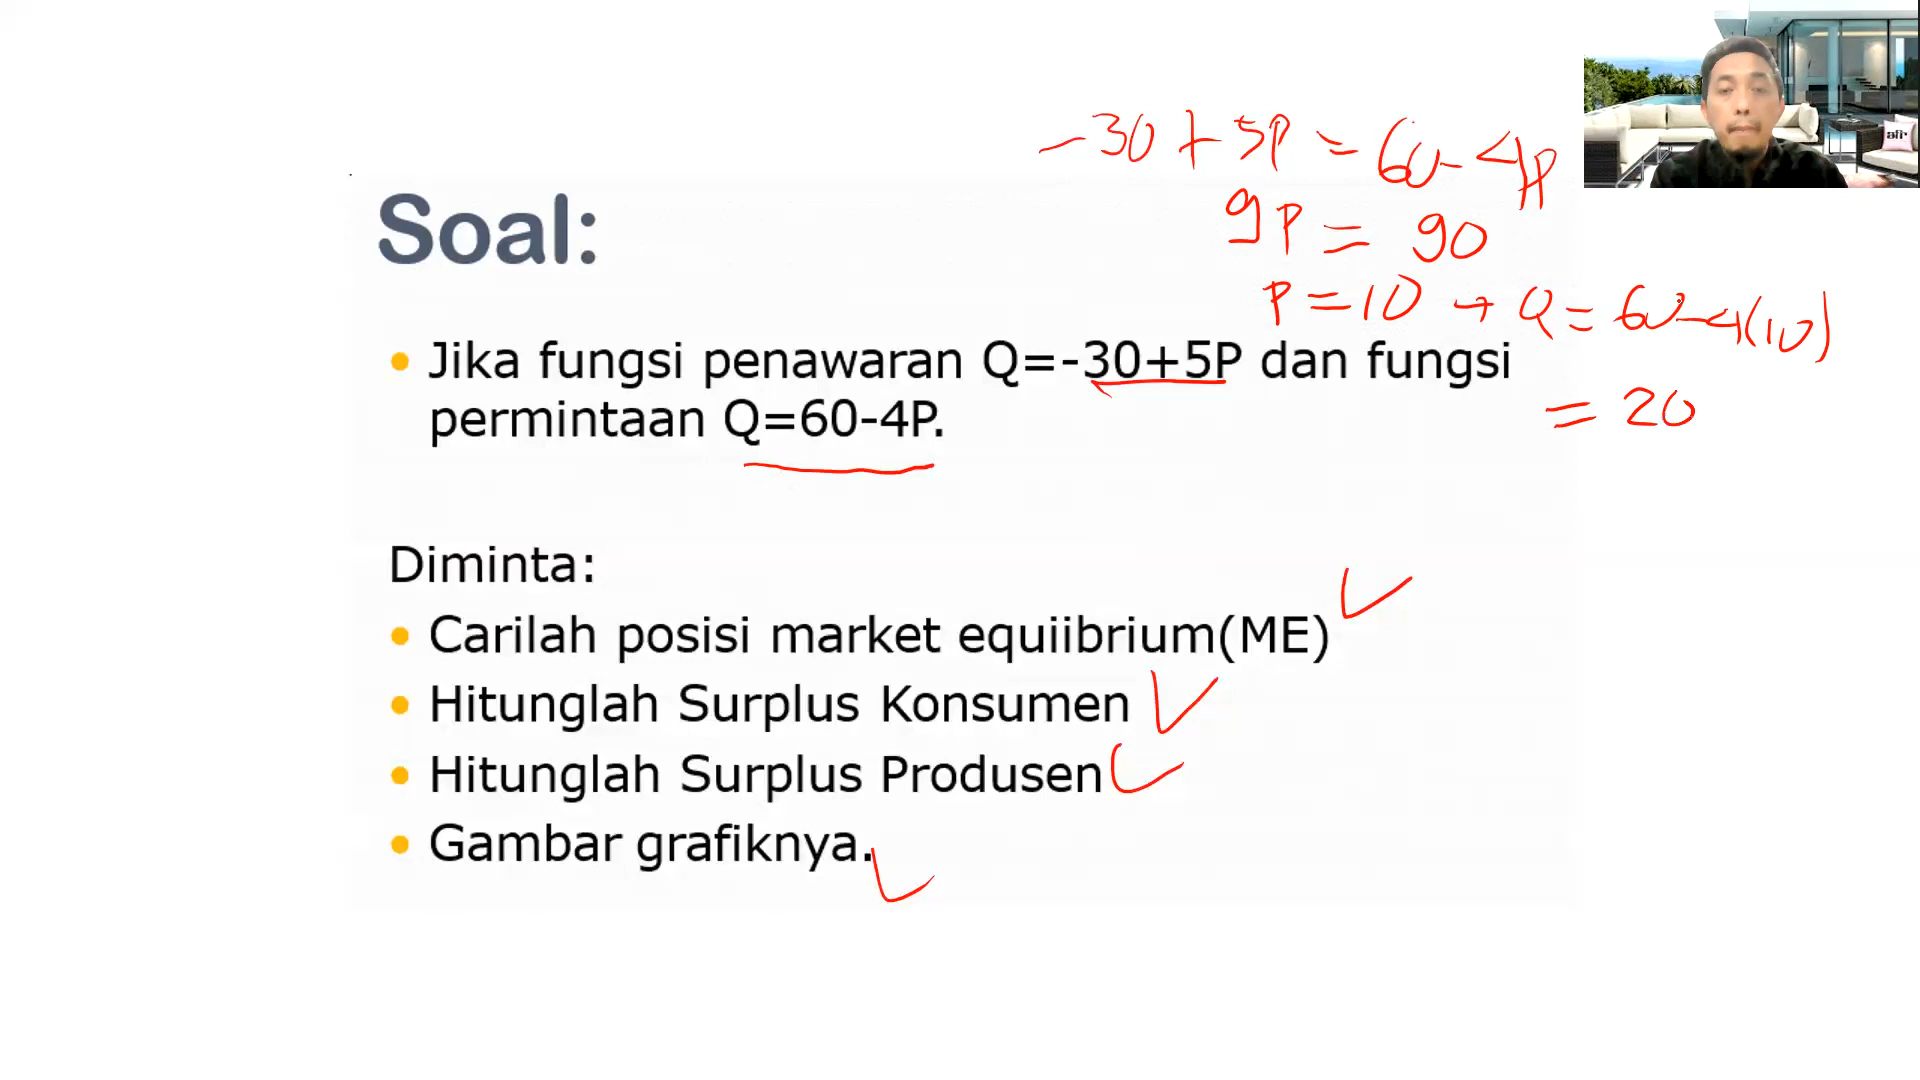 -30 + 5P = 60 - 4P
9P = 90
P = 10 → Q = 60-4(10)
= 20
Soal:
Jika fungsi penawaran Q=-30+5P dan fungsi
permintaan Q=60-4P.
Diminta:
Carilah posisi market equiibrium(ME)
Hitunglah Surplus Konsumen
Hitunglah Surplus Produsen
Gambar grafiknya.